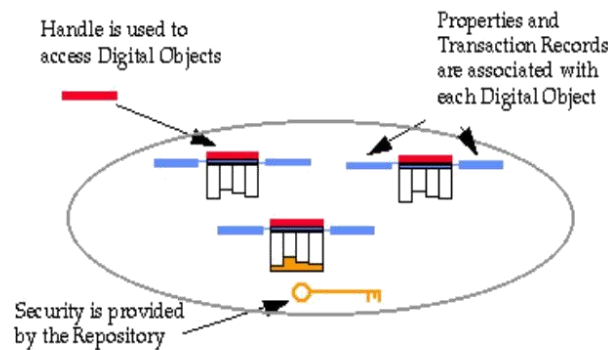 Handle is used to
access Digital Objects
Properties and
Transaction Records
are associated with
each Digital Object
Security is provided
by the Repository